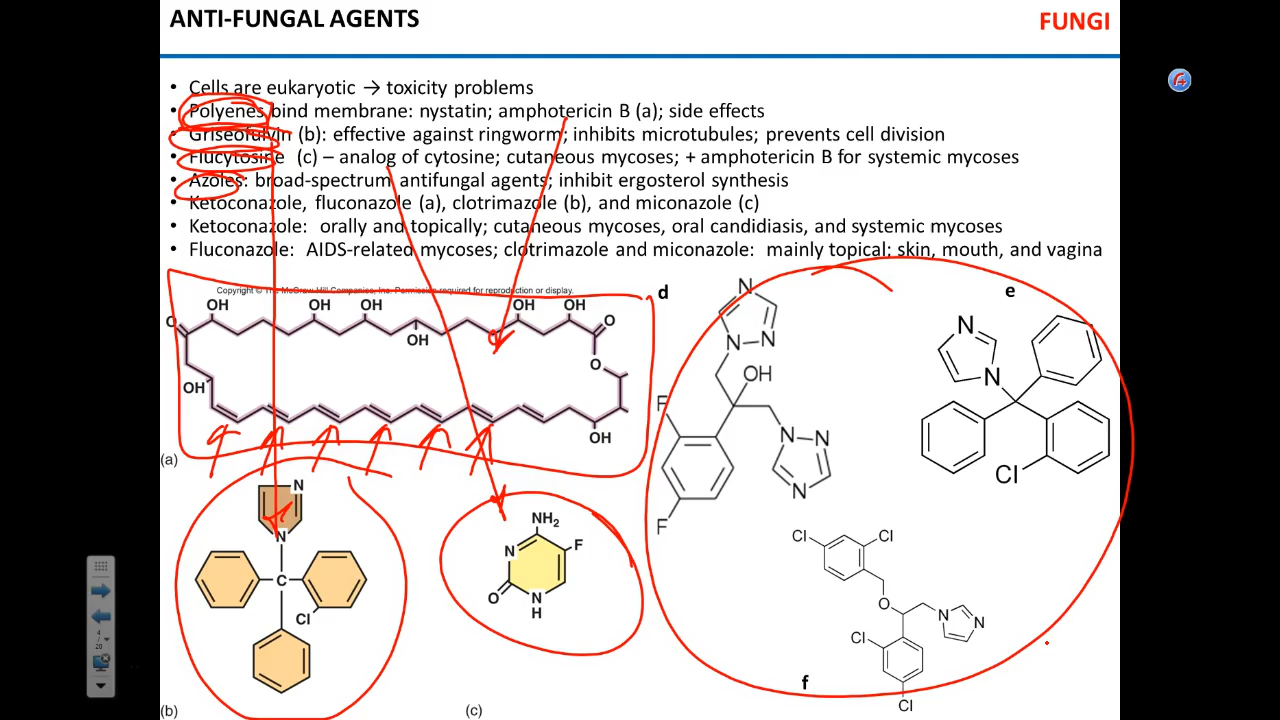 ANTI-FUNGAL AGENTS
FUNGI
• Cells are eukaryotic → toxicity problems
• Polyenes bind membrane: nystatin; amphotericin B (a); side effects
• Griseofulvin (b): effective against ringworm; inhibits microtubules; prevents cell division
• Flucytosine (c) – analog of cytosine; cutaneous mycoses; + amphotericin B for systemic mycoses
• Azoles: broad-spectrum antifungal agents; inhibit ergosterol synthesis
• Ketoconazole, fluconazole (a), clotrimazole (b), and miconazole (c)
• Ketoconazole: orally and topically; cutaneous mycoses, oral candidiasis, and systemic mycoses
• Fluconazole: AIDS-related mycoses; clotrimazole and miconazole: mainly topical; skin, mouth, and vagina
Copyright © The McGraw-Hill Companies, Inc. Permission required for reproduction or display.
OH OH OH OH OH
O OH O
O
OH
OH
(a)
d
N
N N
OH
F
N N
N
F
e
N
N
Cl
N
N
C
Cl
(b)
NH₂
N F
O N
H
(c)
Cl Cl
O
N N
Cl
Cl
f
4
/
20